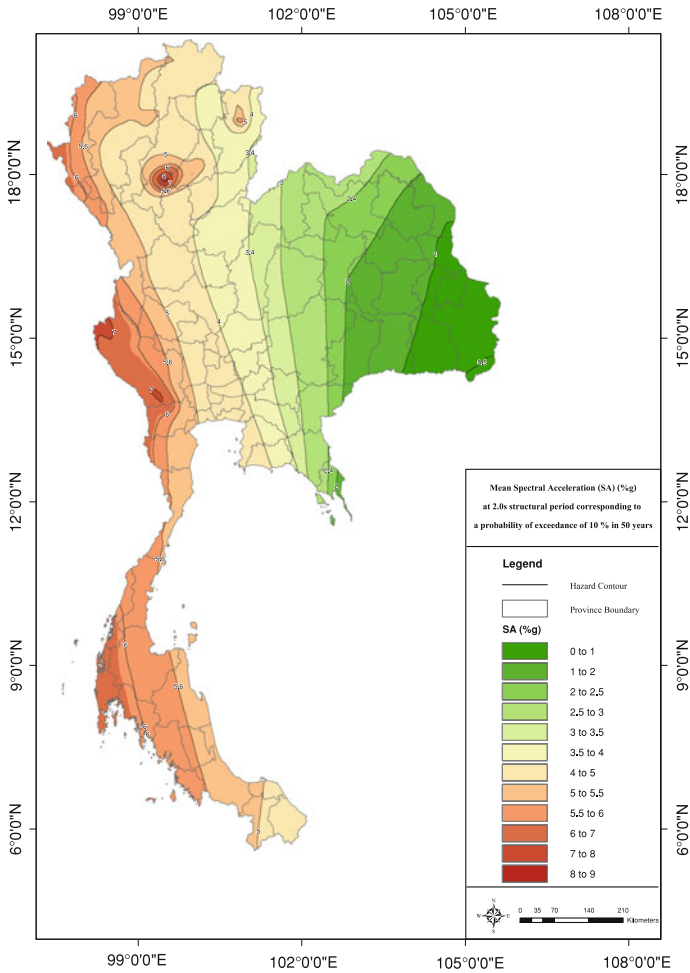 99°0'0"E 102°0'0"E 105°0'0"E 108°0'0"E
18°0'0"N 18°0'0"N
15°0'0"N 15°0'0"N
12°0'0"N 12°0'0"N
9°0'0"N 9°0'0"N
6°0'0"N 6°0'0"N
Mean Spectral Acceleration (SA) (%g)
at 2.0s structural period corresponding to
a probability of exceedance of 10 % in 50 years
Legend
Hazard Contour
Province Boundary
SA (%g)
0 to 1
1 to 2
2 to 2.5
2.5 to 3
3 to 3.5
3.5 to 4
4 to 5
5 to 5.5
5.5 to 6
6 to 7
7 to 8
8 to 9
N
W E
S
0 35 70 140 210
Kilometers
99°0'0"E 102°0'0"E 105°0'0"E 108°0'0"E